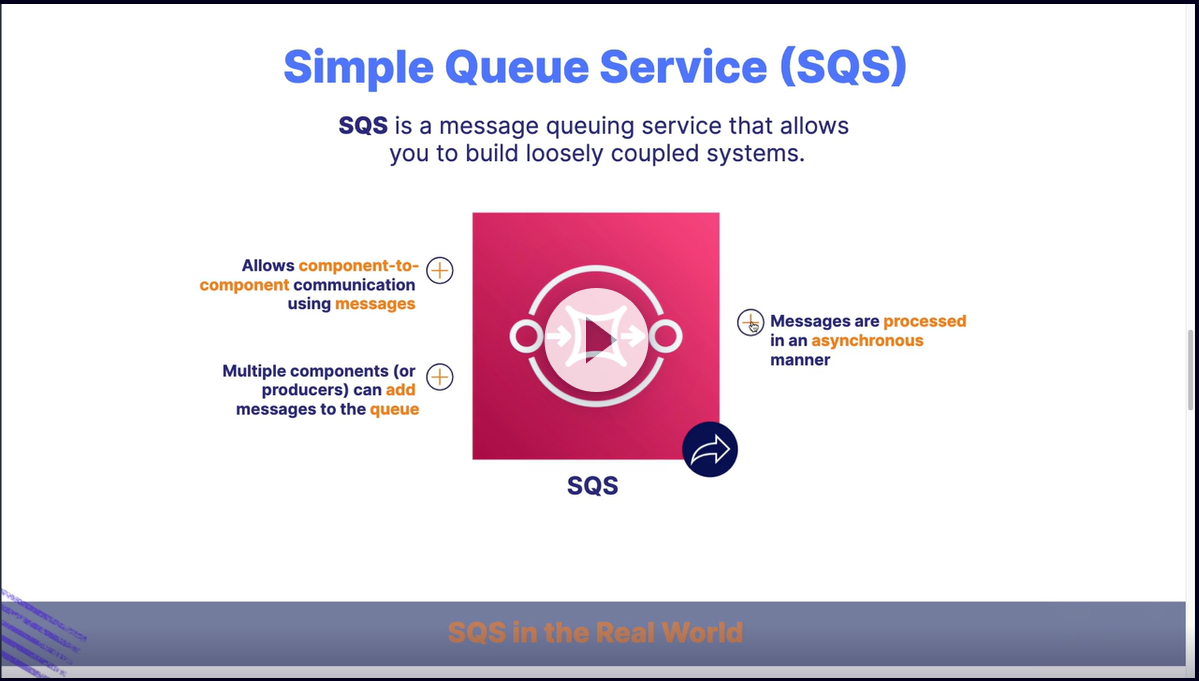 Simple Queue Service (SQS)
SQS is a message queuing service that allows
you to build loosely coupled systems.
Allows component-to-
component communication
using messages
Multiple components (or
producers) can add
messages to the queue
Messages are processed
in an asynchronous
manner
SQS
SQS in the Real World